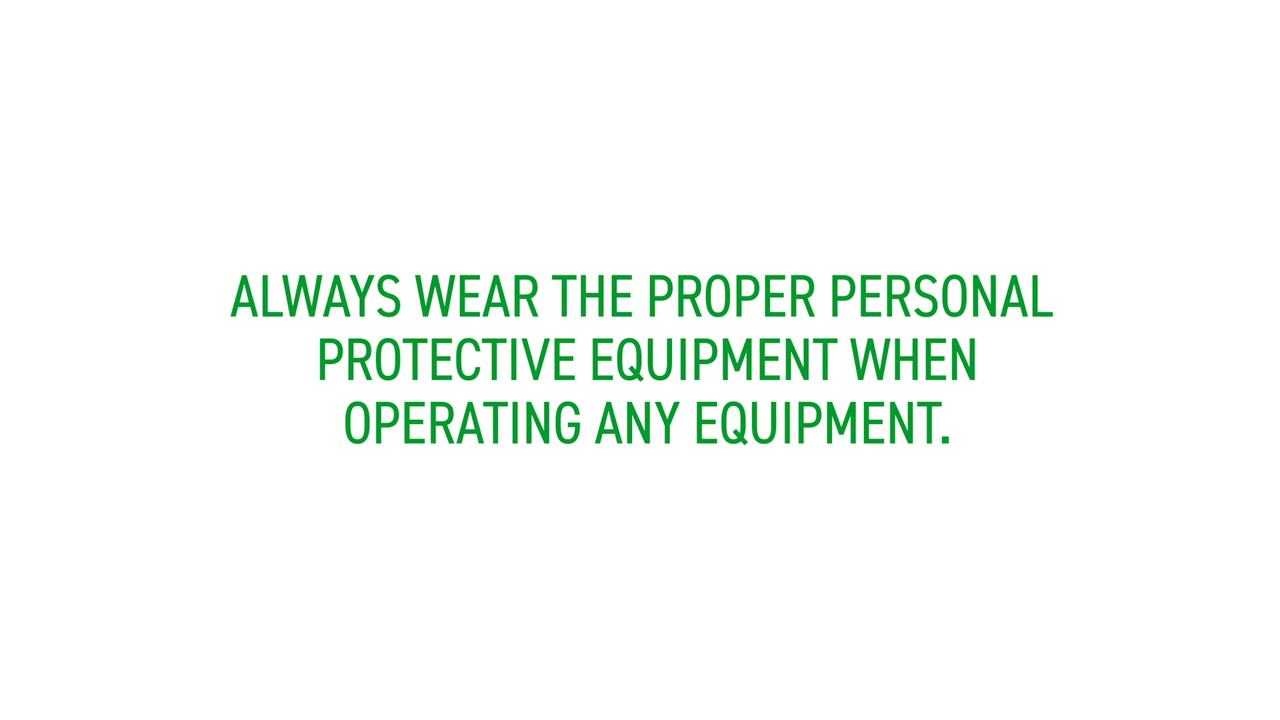 ALWAYS WEAR THE PROPER PERSONAL
PROTECTIVE EQUIPMENT WHEN
OPERATING ANY EQUIPMENT.